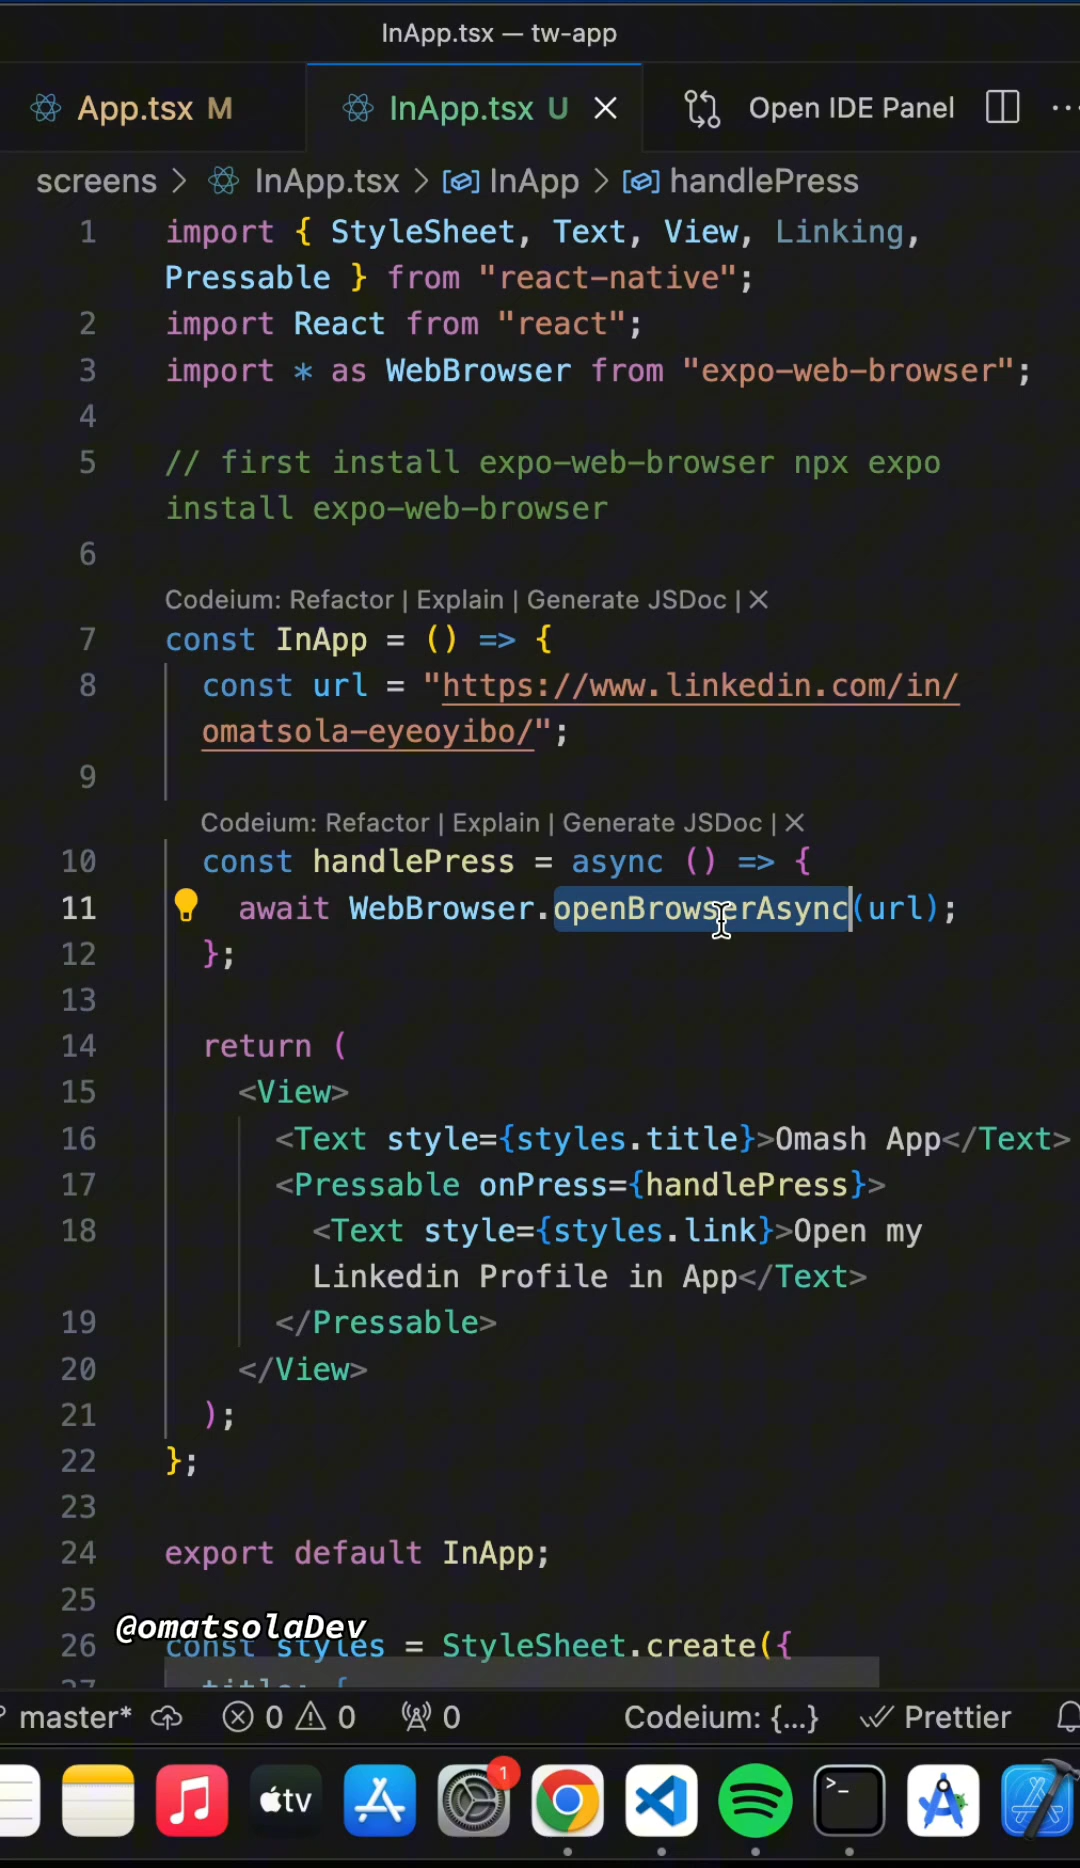 InApp.tsx — tw-app
App.tsx M InApp.tsx U Open IDE Panel
screens > InApp.tsx > InApp > handlePress
1 import { StyleSheet, Text, View, Linking,
Pressable } from "react-native";
2 import React from "react";
3 import * as WebBrowser from "expo-web-browser";
4
5 // first install expo-web-browser npx expo
install expo-web-browser
6
Codeium: Refactor | Explain | Generate JSDoc | ×
7 const InApp = () => {
8 const url = "https://www.linkedin.com/in/
omatsola-eyeoyibo/";
9
Codeium: Refactor | Explain | Generate JSDoc | ×
10 const handlePress = async () => {
11 await WebBrowser.openBrowserAsync(url);
12 };
13
14 return (
15 <View>
16 <Text style={styles.title}>Omash App</Text>
17 <Pressable onPress={handlePress}>
18 <Text style={styles.link}>Open my
Linkedin Profile in App</Text>
19 </Pressable>
20 </View>
21 );
22 };
23
24 export default InApp;
25
@omatsolaDev
26 const styles = StyleSheet.create({
27 title: {
master* 0 0 0 Codeium: {...} Prettier
1
tv
>_